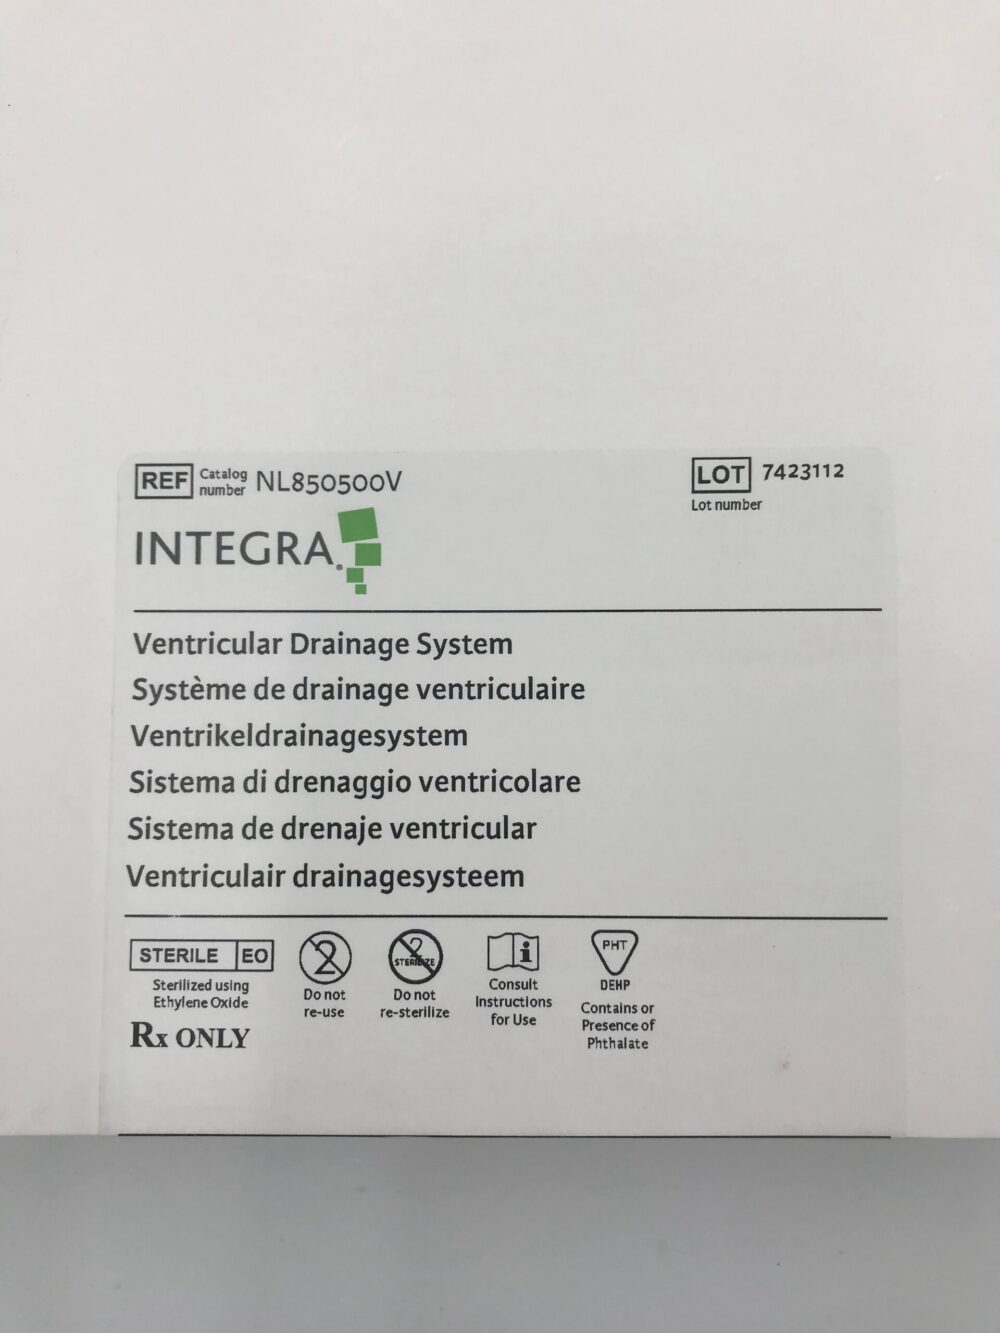 REF Catalog number NL850500V
LOT 7423112
Lot number
INTEGRA®
Ventricular Drainage System
Système de drainage ventriculaire
Ventrikeldrainagesystem
Sistema di drenaggio ventricolare
Sistema de drenaje ventricular
Ventriculair drainagesysteem
STERILE EO
Sterilized using
Ethylene Oxide
Rx ONLY
2
Do not
re-use
2
STERILIZE
Do not
re-sterilize
i
Consult
Instructions
for Use
PHT
DEHP
Contains or
Presence of
Phthalate